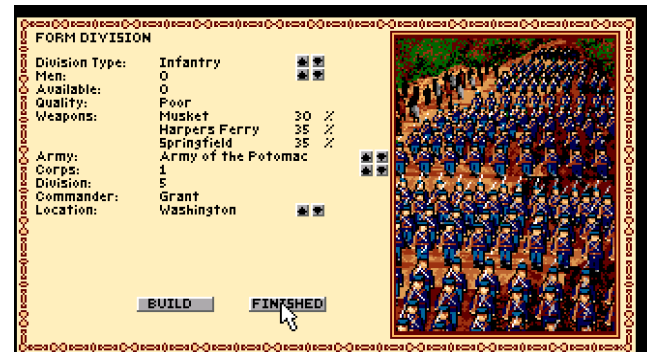 FORM DIVISION
Division Type: Infantry
Men: 0
Available: 0
Quality: Poor
Weapons: Musket 30 %
Harpers Ferry 35 %
Springfield 35 %
Army: Army of the Potomac
Corps: 1
Division: 5
Commander: Grant
Location: Washington
BUILD FINISHED